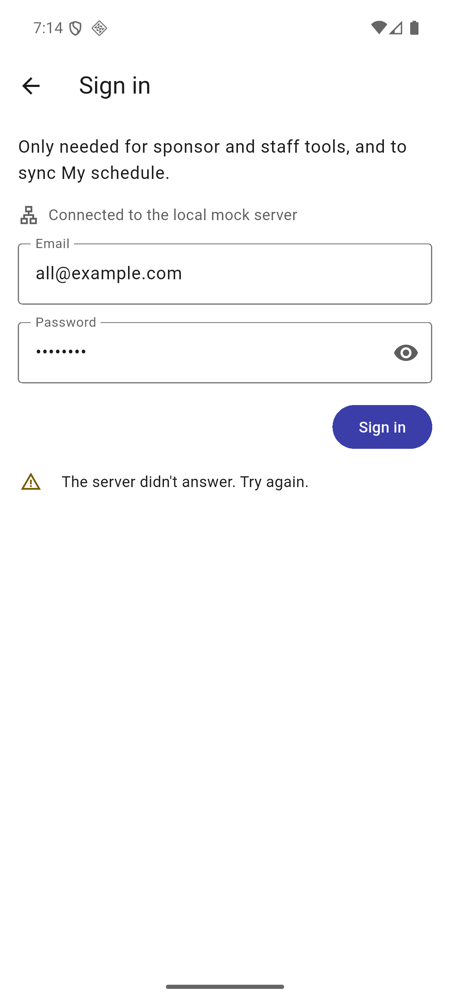 7:14
Sign in
Only needed for sponsor and staff tools, and to
sync My schedule.
Connected to the local mock server
Email
all@example.com
Password
••••••••
Sign in
The server didn't answer. Try again.